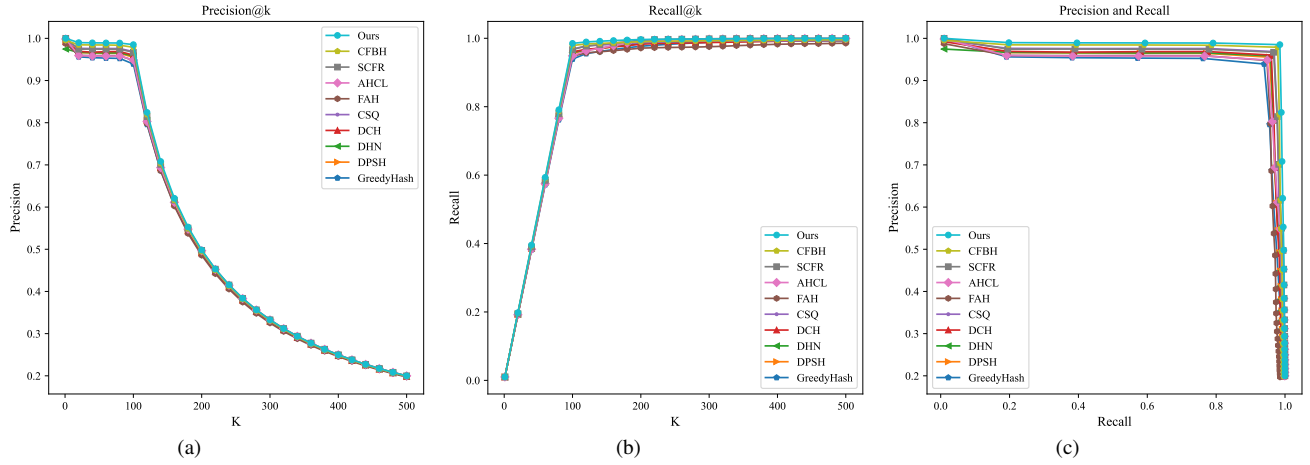 Precision@k
Precision
1.0
0.9
0.8
0.7
0.6
0.5
0.4
0.3
0.2
Ours
CFBH
SCFR
AHCL
FAH
CSQ
DCH
DHN
DPSH
GreedyHash
0 100 200 300 400 500
K
(a)
Recall@k
Recall
1.0
0.8
0.6
0.4
0.2
0.0
Ours
CFBH
SCFR
AHCL
FAH
CSQ
DCH
DHN
DPSH
GreedyHash
0 100 200 300 400 500
K
(b)
Precision and Recall
Precision
1.0
0.9
0.8
0.7
0.6
0.5
0.4
0.3
0.2
Ours
CFBH
SCFR
AHCL
FAH
CSQ
DCH
DHN
DPSH
GreedyHash
0.0 0.2 0.4 0.6 0.8 1.0
Recall
(c)